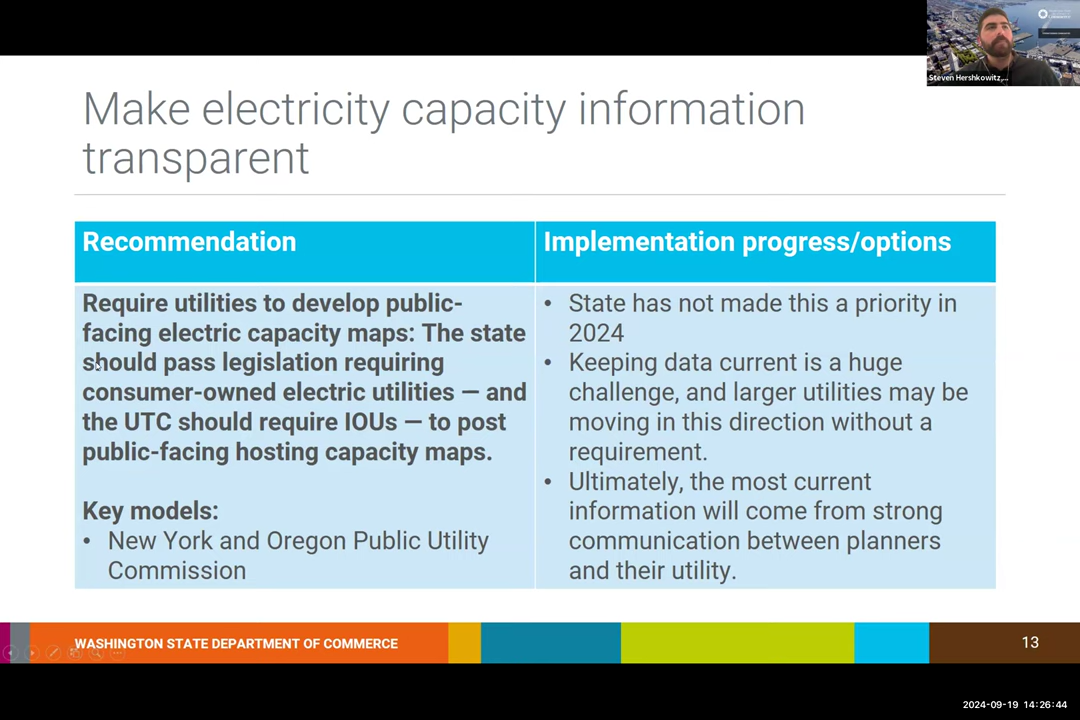 Steven Hershkowitz,...
Make electricity capacity information
transparent
Recommendation
Require utilities to develop public-
facing electric capacity maps: The state
should pass legislation requiring
consumer-owned electric utilities — and
the UTC should require IOUs — to post
public-facing hosting capacity maps.
Key models:
• New York and Oregon Public Utility
Commission
Implementation progress/options
• State has not made this a priority in
2024
• Keeping data current is a huge
challenge, and larger utilities may be
moving in this direction without a
requirement.
• Ultimately, the most current
information will come from strong
communication between planners
and their utility.
WASHINGTON STATE DEPARTMENT OF COMMERCE
13
2024-09-19 14:26:44